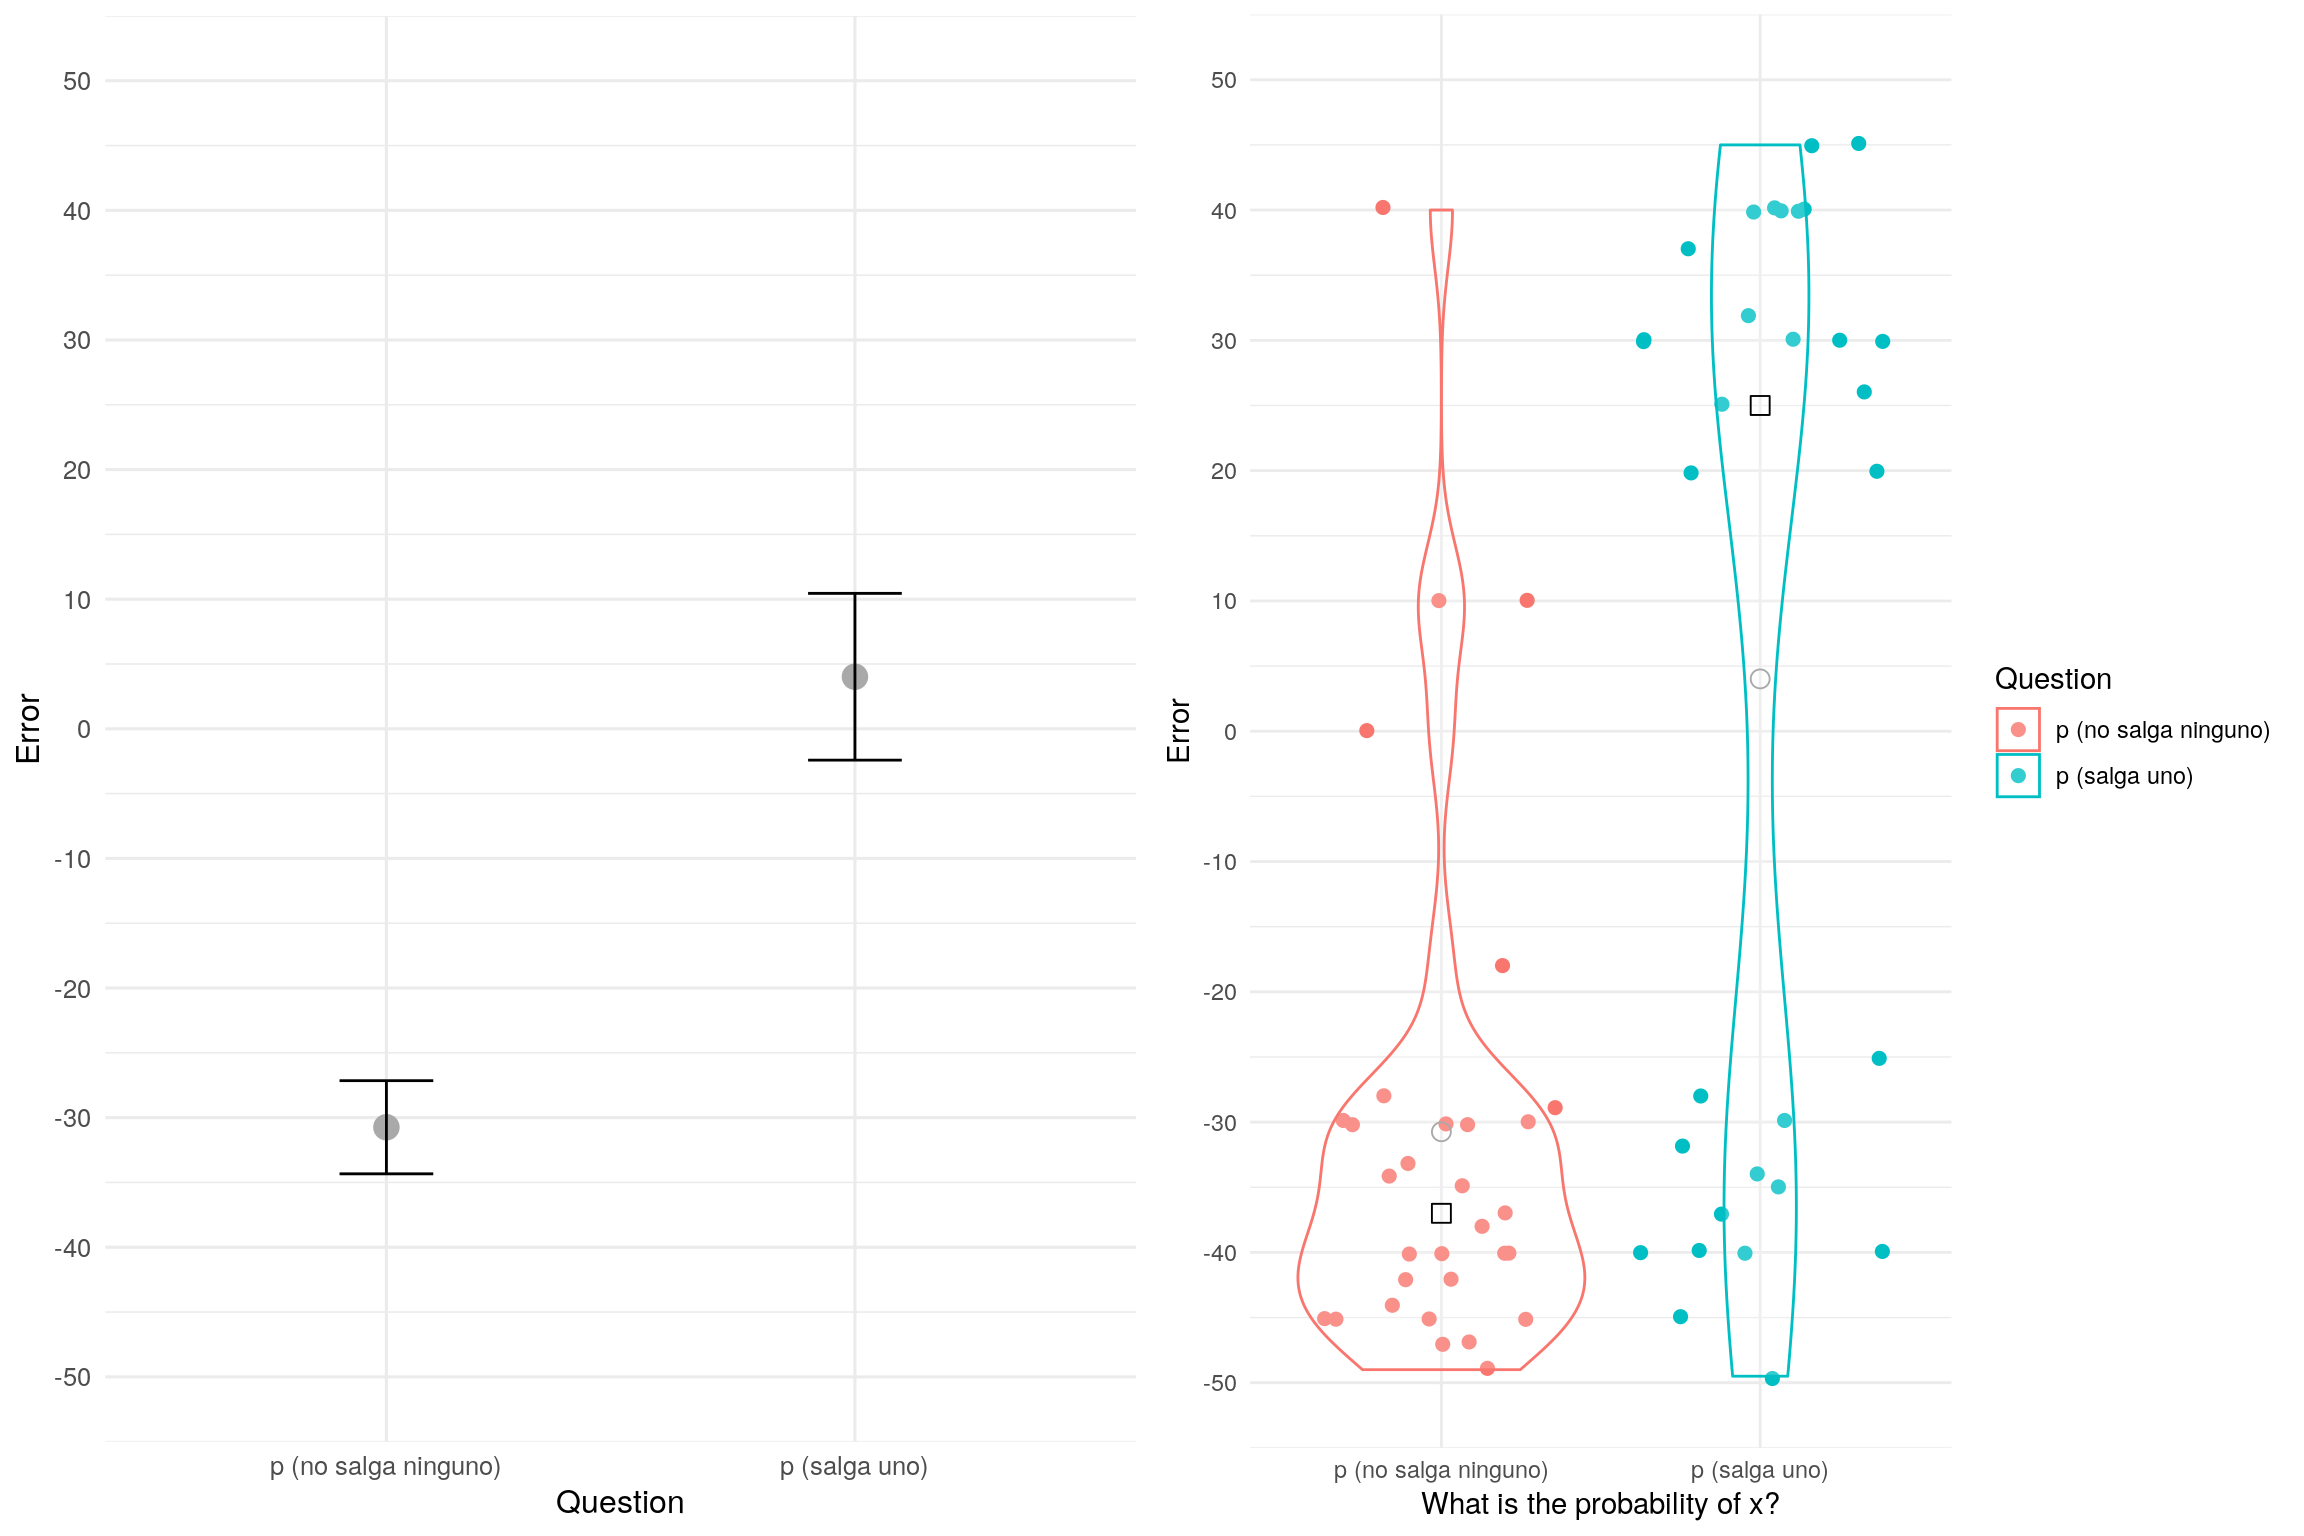 50
40
30
20
10
0
-10
-20
-30
-40
-50
Error
p (no salga ninguno)
p (salga uno)
Question
50
40
30
20
10
0
-10
-20
-30
-40
-50
Error
p (no salga ninguno)
p (salga uno)
What is the probability of x?
Question
p (no salga ninguno)
p (salga uno)